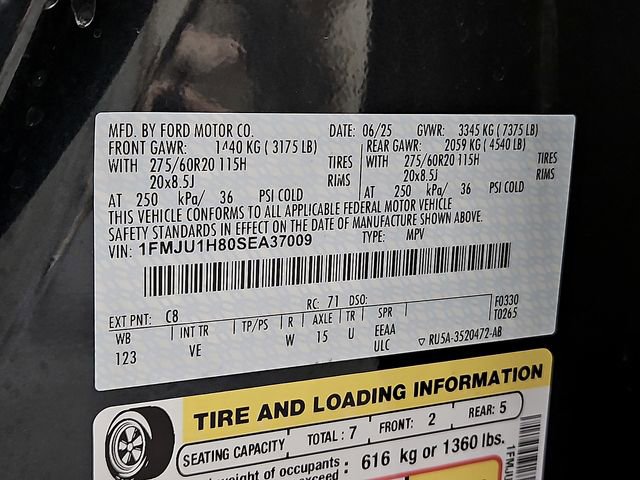 MFD. BY FORD MOTOR CO. DATE: 06/25 GVWR: 3345 KG ( 7375 LB)
FRONT GAWR: 1440 KG ( 3175 LB) REAR GAWR: 2059 KG ( 4540 LB)
WITH 275/60R20 115H TIRES WITH 275/60R20 115H TIRES
20x8.5J RIMS 20x8.5J RIMS
AT 250 kPa/ 36 PSI COLD AT 250 kPa/ 36 PSI COLD
THIS VEHICLE CONFORMS TO ALL APPLICABLE FEDERAL MOTOR VEHICLE
SAFETY STANDARDS IN EFFECT ON THE DATE OF MANUFACTURE SHOWN ABOVE.
VIN: 1FMJU1H80SEA37009 TYPE: MPV
EXT PNT: C8 RC: 71 DSO: F0330
T0265
WB INT TR TP/PS R AXLE TR SPR
123 VE W 15 U EEAA
ULC ▽ RU5A-3520472-AB
TIRE AND LOADING INFORMATION
SEATING CAPACITY TOTAL : 7 FRONT: 2 REAR: 5
of occupants : 616 kg or 1360 lbs.
1FMJU